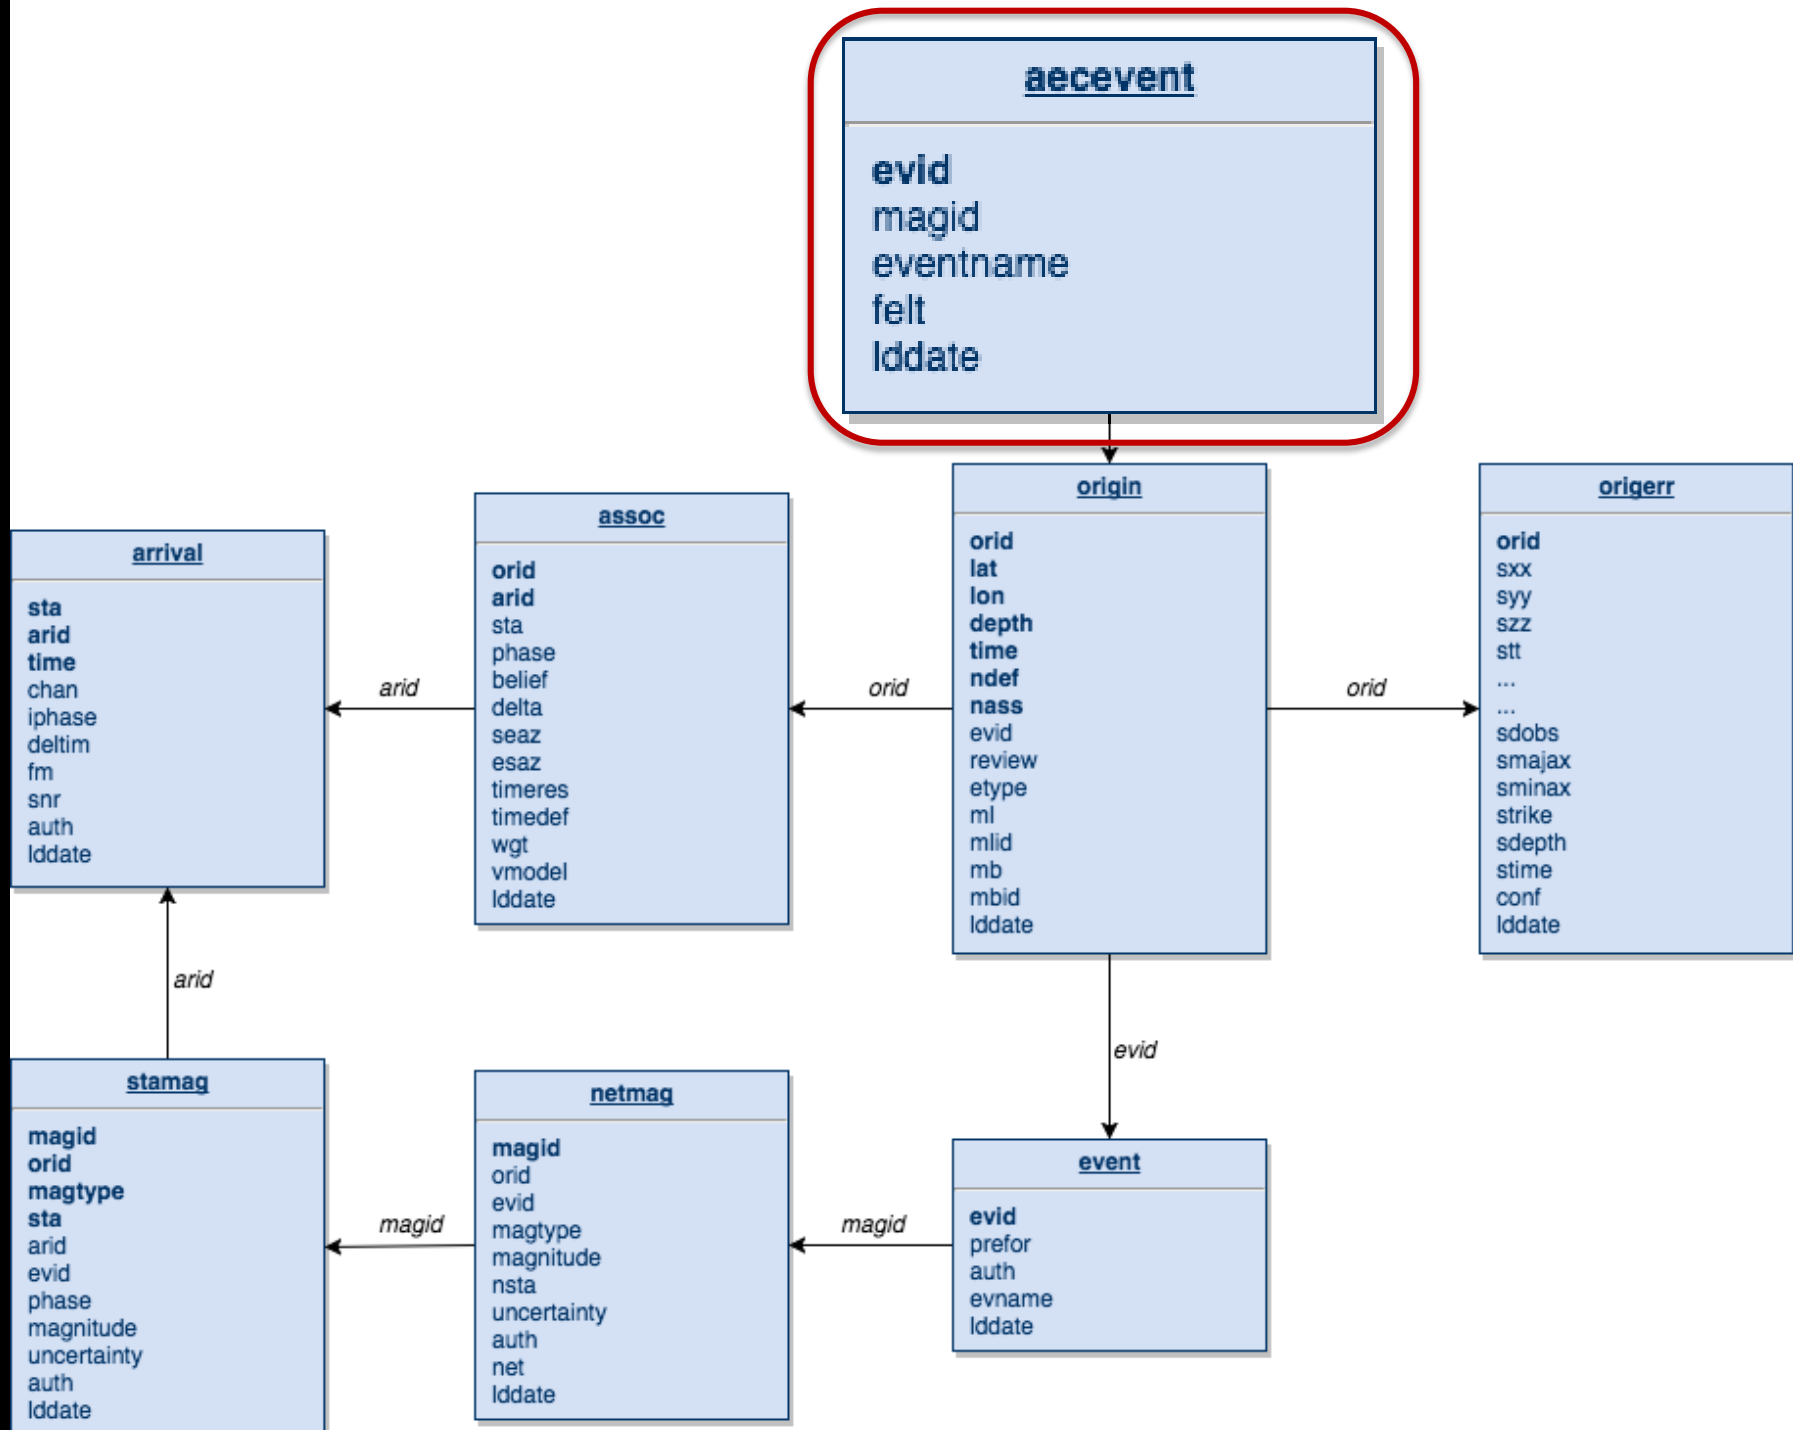 aecevent
evid
magid
eventname
felt
lddate
origin
orid
lat
lon
depth
time
ndef
nass
evid
review
etype
ml
mlid
mb
mbid
lddate
origerr
orid
sxx
syy
szz
stt
...
...
sdobs
smajax
sminax
strike
sdepth
stime
conf
lddate
assoc
orid
arid
sta
phase
belief
delta
seaz
esaz
timeres
timedef
wgt
vmodel
lddate
arrival
sta
arid
time
chan
iphase
deltim
fm
snr
auth
lddate
arid
orid
orid
arid
evid
stamag
magid
orid
magtype
sta
arid
evid
phase
magnitude
uncertainty
auth
lddate
magid
netmag
magid
orid
evid
magtype
magnitude
nsta
uncertainty
auth
net
lddate
magid
event
evid
prefor
auth
evname
lddate